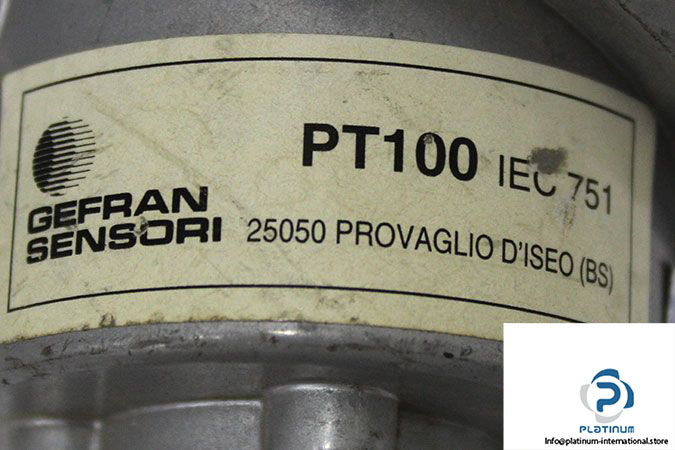 PT100 IEC 751
GEFRAN
SENSORI
25050 PROVAGLIO D'ISEO (BS)
PLATINUM
Info@platinum-international.store